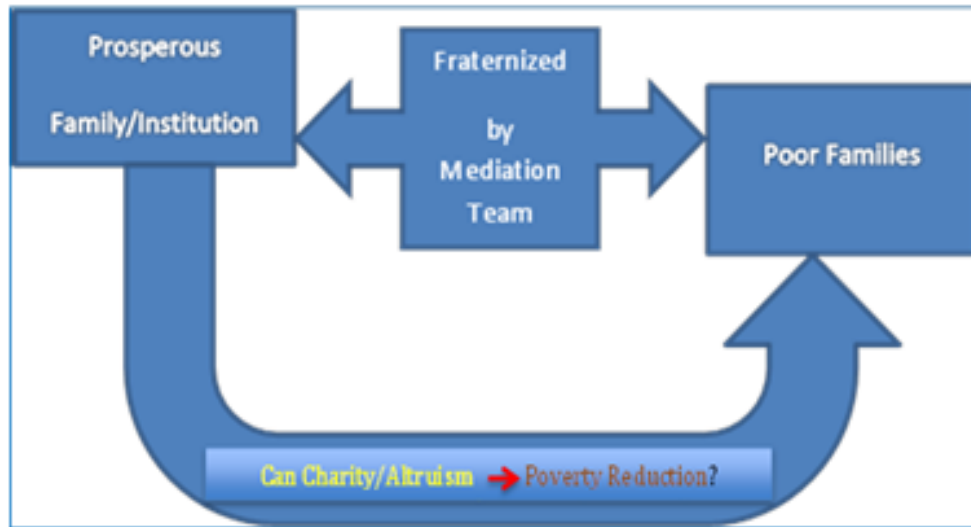 Prosperous
Family/Institution
Fraternized
by
Mediation
Team
Poor Families
Can Charity/Altruism → Poverty Reduction?